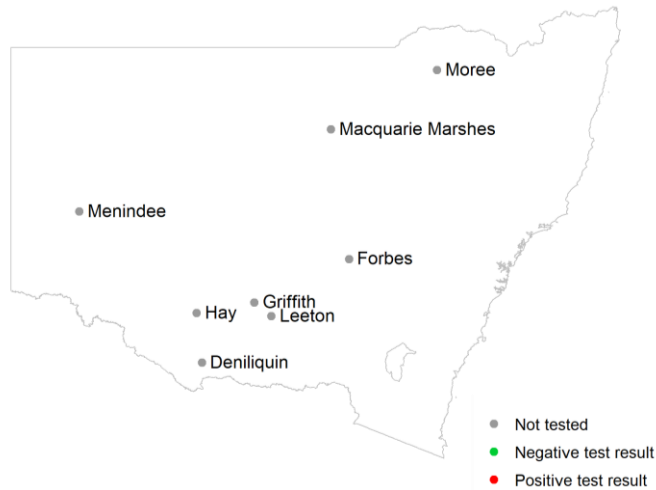 Moree
Macquarie Marshes
Menindee
Forbes
Griffith
Hay
Leeton
Deniliquin
Not tested
Negative test result
Positive test result